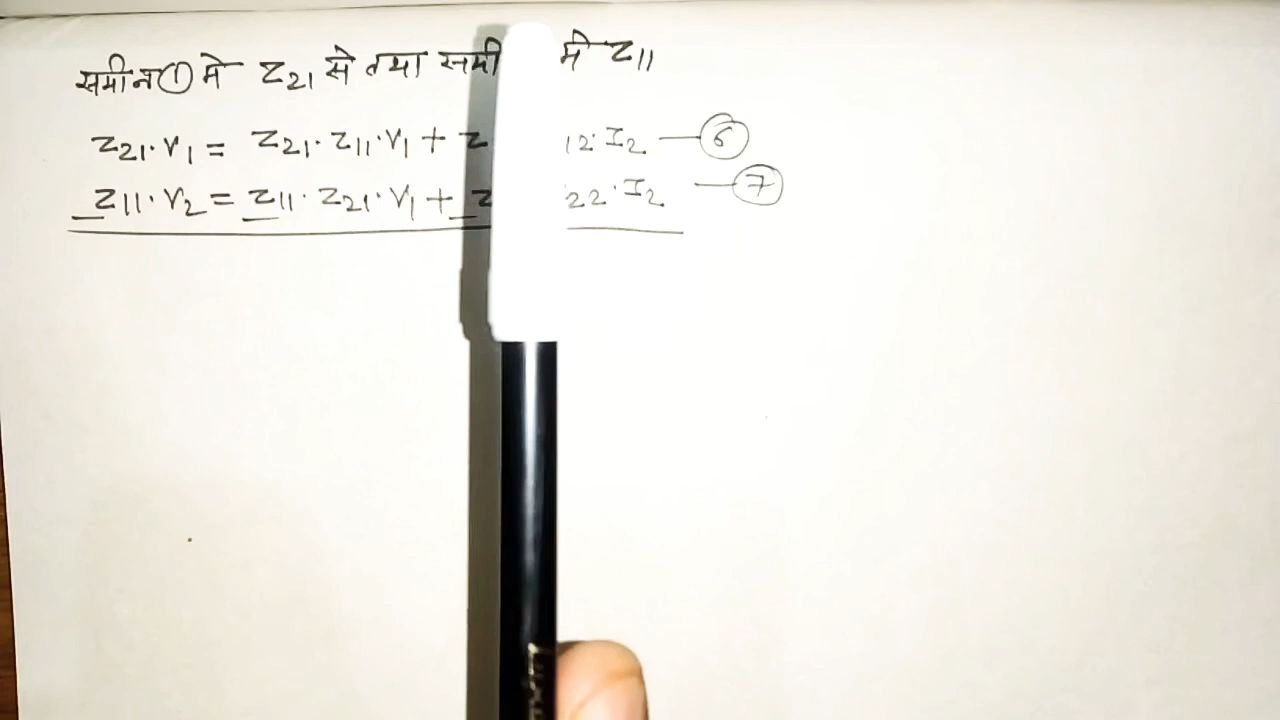 समीन ① मे Z21 से तथा समी मे Z11
Z21·V1 = Z21·Z11·V1 + Z 12·I2 — ⑥
Z11·V2 = Z11·Z21·V1 + Z 22·I2 — ⑦